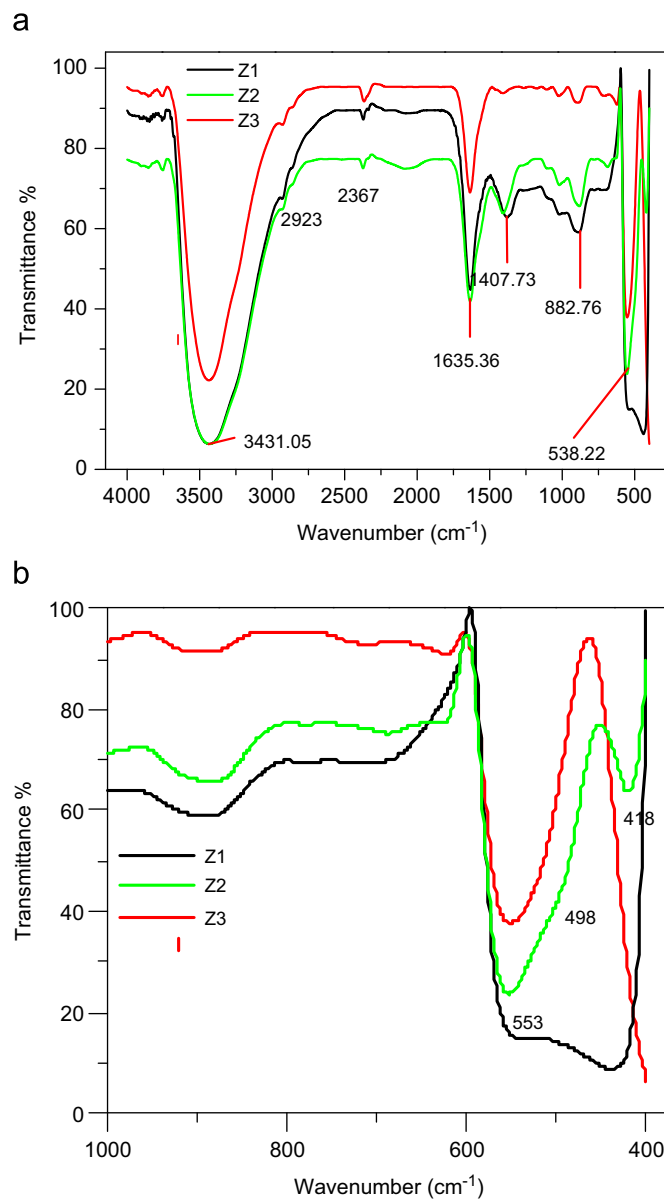 a
100
Z1
Z2
Z3
80
60
40
20
0
Transmittance %
2923
2367
1407.73
882.76
1635.36
3431.05
538.22
4000 3500 3000 2500 2000 1500 1000 500
Wavenumber (cm⁻¹)
b
100
80
60
40
20
0
Transmittance %
Z1
Z2
Z3
418
498
553
1000 800 600 400
Wavenumber (cm⁻¹)